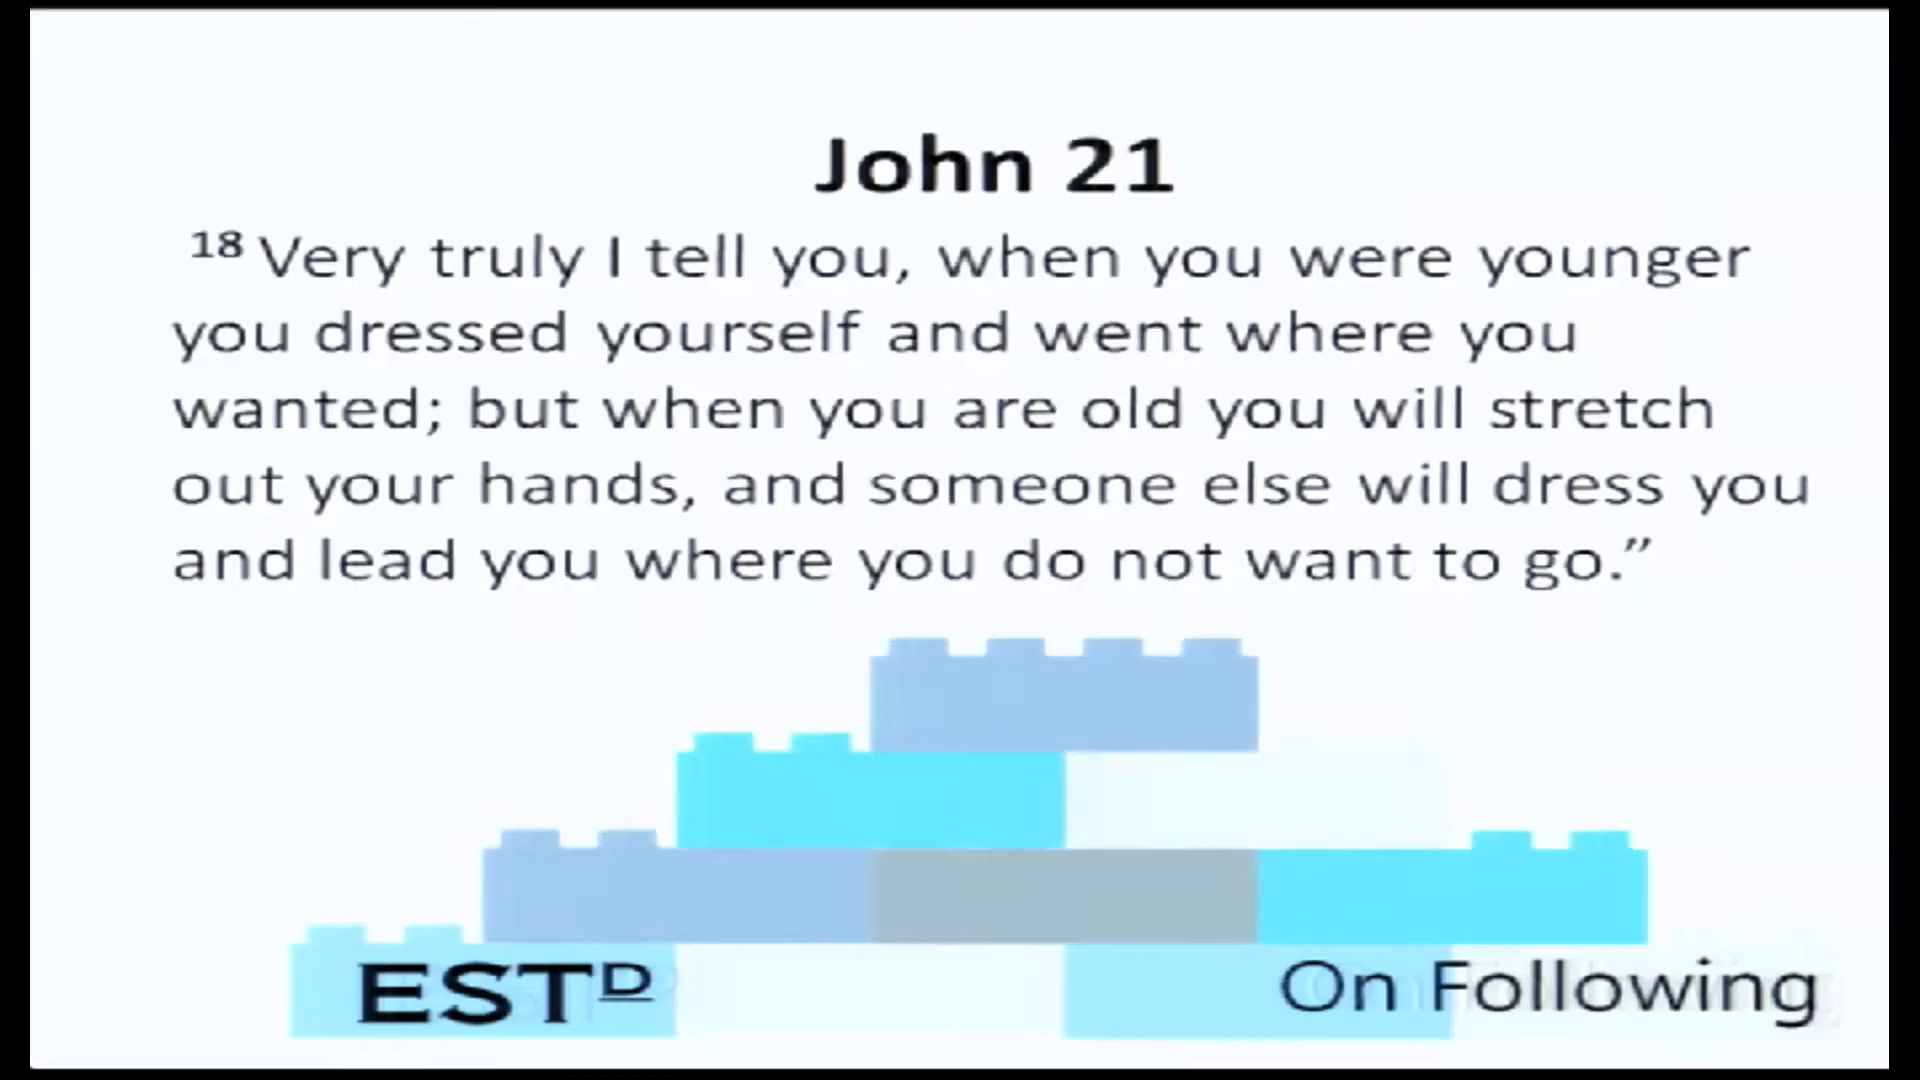 John 21
18 Very truly I tell you, when you were younger
you dressed yourself and went where you
wanted; but when you are old you will stretch
out your hands, and someone else will dress you
and lead you where you do not want to go.”
ESTD
On Following